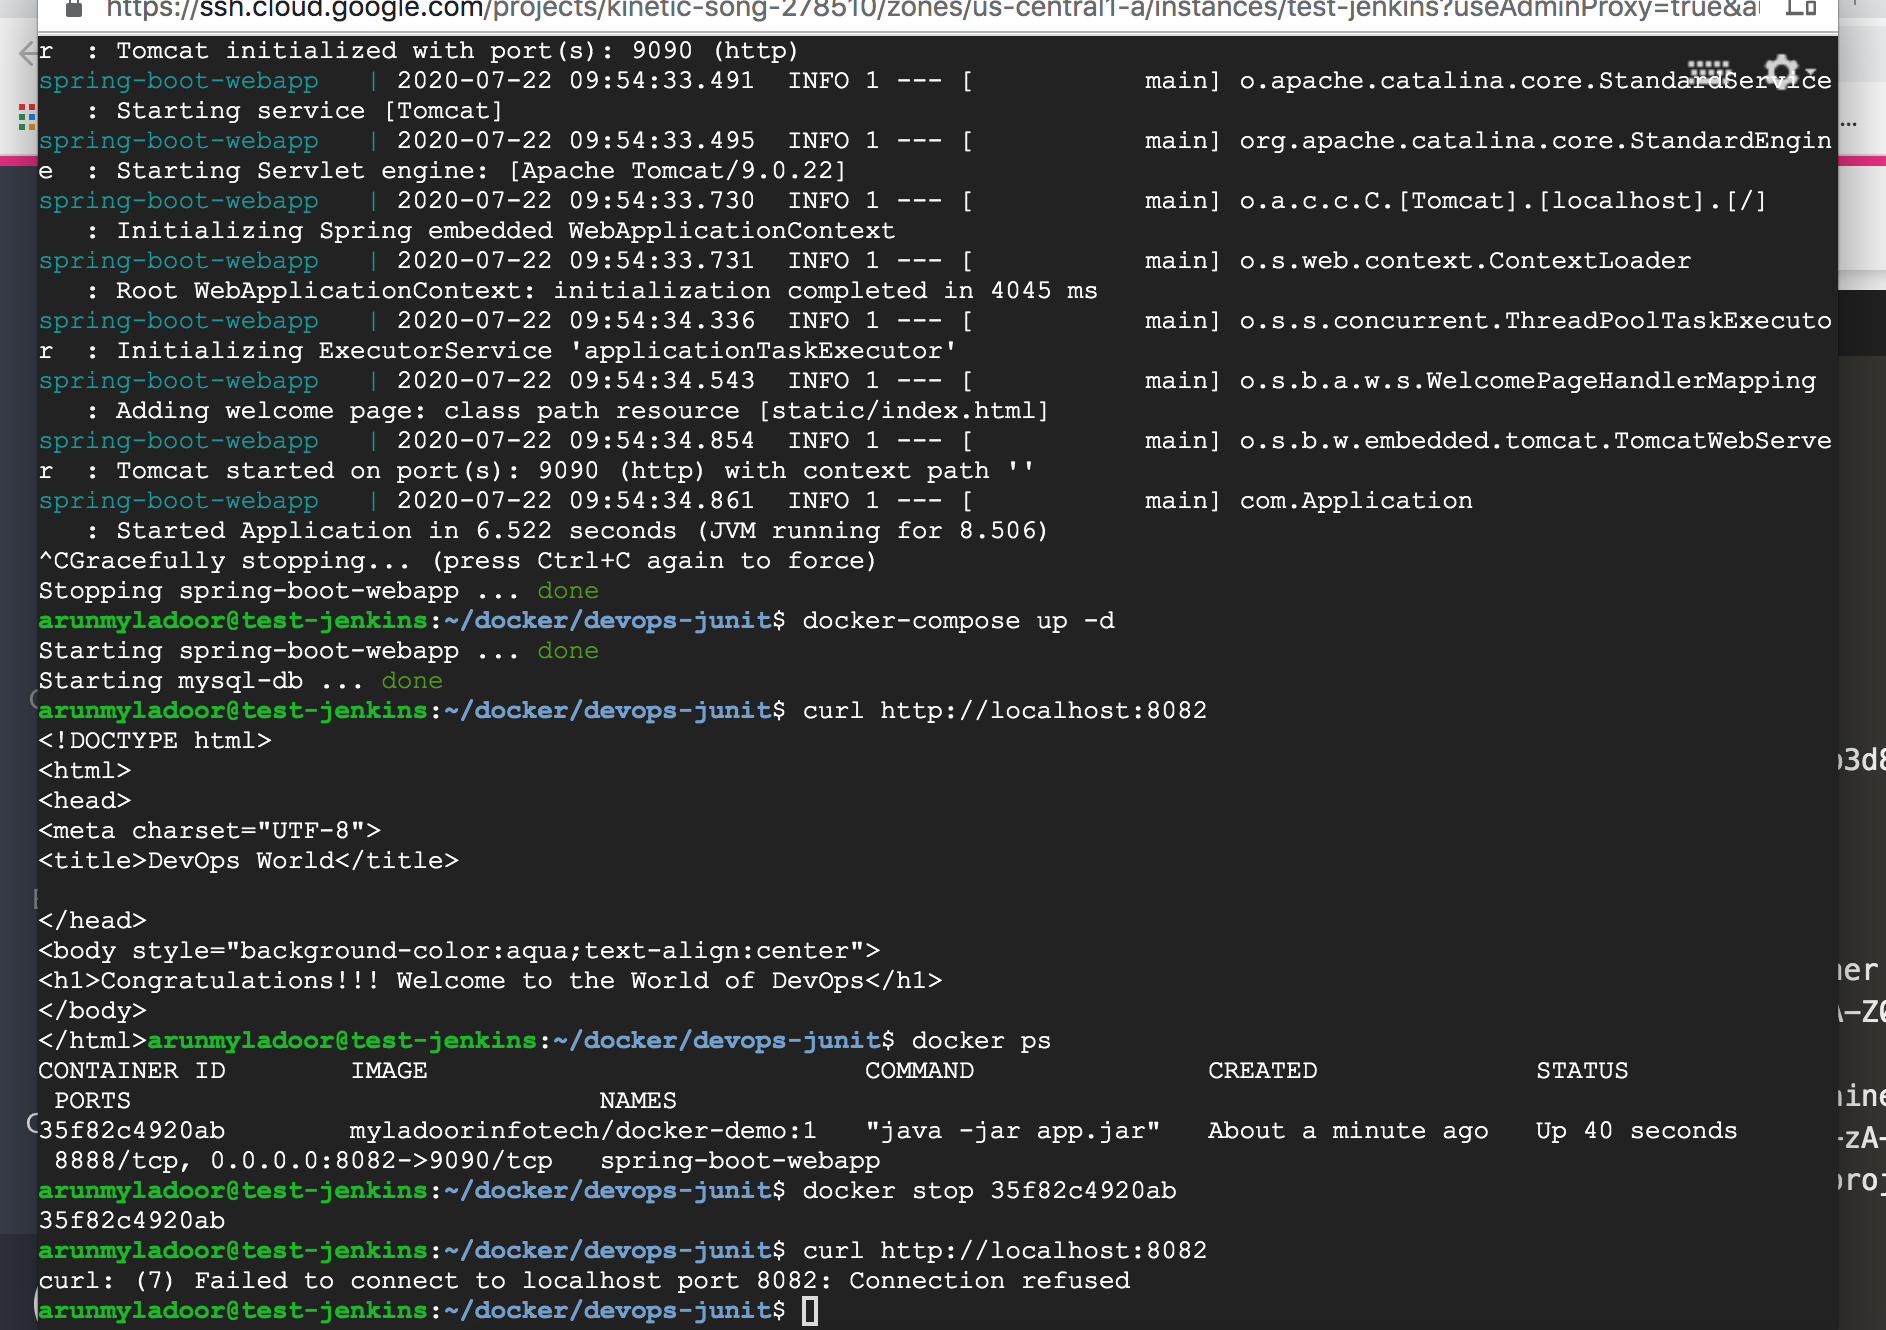 https://ssh.cloud.google.com/projects/kinetic-song-278510/zones/us-central1-a/instances/test-jenkins?useAdminProxy=true&au
r  : Tomcat initialized with port(s): 9090 (http)
spring-boot-webapp   | 2020-07-22 09:54:33.491  INFO 1 --- [           main] o.apache.catalina.core.StandardService
   : Starting service [Tomcat]
spring-boot-webapp   | 2020-07-22 09:54:33.495  INFO 1 --- [           main] org.apache.catalina.core.StandardEngin
e  : Starting Servlet engine: [Apache Tomcat/9.0.22]
spring-boot-webapp   | 2020-07-22 09:54:33.730  INFO 1 --- [           main] o.a.c.c.C.[Tomcat].[localhost].[/]
   : Initializing Spring embedded WebApplicationContext
spring-boot-webapp   | 2020-07-22 09:54:33.731  INFO 1 --- [           main] o.s.web.context.ContextLoader
   : Root WebApplicationContext: initialization completed in 4045 ms
spring-boot-webapp   | 2020-07-22 09:54:34.336  INFO 1 --- [           main] o.s.s.concurrent.ThreadPoolTaskExecuto
r  : Initializing ExecutorService 'applicationTaskExecutor'
spring-boot-webapp   | 2020-07-22 09:54:34.543  INFO 1 --- [           main] o.s.b.a.w.s.WelcomePageHandlerMapping
   : Adding welcome page: class path resource [static/index.html]
spring-boot-webapp   | 2020-07-22 09:54:34.854  INFO 1 --- [           main] o.s.b.w.embedded.tomcat.TomcatWebServe
r  : Tomcat started on port(s): 9090 (http) with context path ''
spring-boot-webapp   | 2020-07-22 09:54:34.861  INFO 1 --- [           main] com.Application
   : Started Application in 6.522 seconds (JVM running for 8.506)
^CGracefully stopping... (press Ctrl+C again to force)
Stopping spring-boot-webapp ... done
arunmyladoor@test-jenkins:~/docker/devops-junit$ docker-compose up -d
Starting spring-boot-webapp ... done
Starting mysql-db ... done
arunmyladoor@test-jenkins:~/docker/devops-junit$ curl http://localhost:8082
<!DOCTYPE html>
<html>
<head>
<meta charset="UTF-8">
<title>DevOps World</title>
</head>
<body style="background-color:aqua;text-align:center">
<h1>Congratulations!!! Welcome to the World of DevOps</h1>
</body>
</html>arunmyladoor@test-jenkins:~/docker/devops-junit$ docker ps
CONTAINER ID        IMAGE                            COMMAND               CREATED              STATUS
 PORTS                              NAMES
35f82c4920ab        myladoorinfotech/docker-demo:1   "java -jar app.jar"   About a minute ago   Up 40 seconds
 8888/tcp, 0.0.0.0:8082->9090/tcp   spring-boot-webapp
arunmyladoor@test-jenkins:~/docker/devops-junit$ docker stop 35f82c4920ab
35f82c4920ab
arunmyladoor@test-jenkins:~/docker/devops-junit$ curl http://localhost:8082
curl: (7) Failed to connect to localhost port 8082: Connection refused
arunmyladoor@test-jenkins:~/docker/devops-junit$